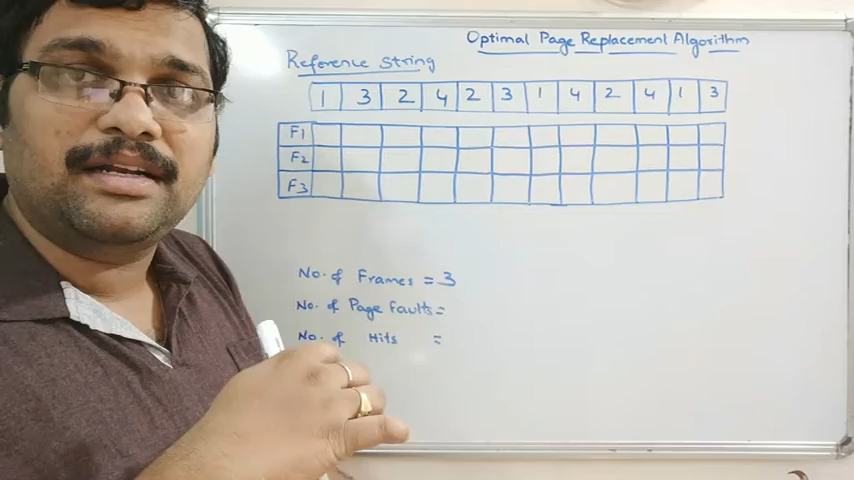 Optimal Page Replacement Algorithm
Reference string
1 3 2 4 2 3 1 4 2 4 1 3
F1
F2
F3
No. of Frames = 3
No. of Page Faults =
No. of Hits =